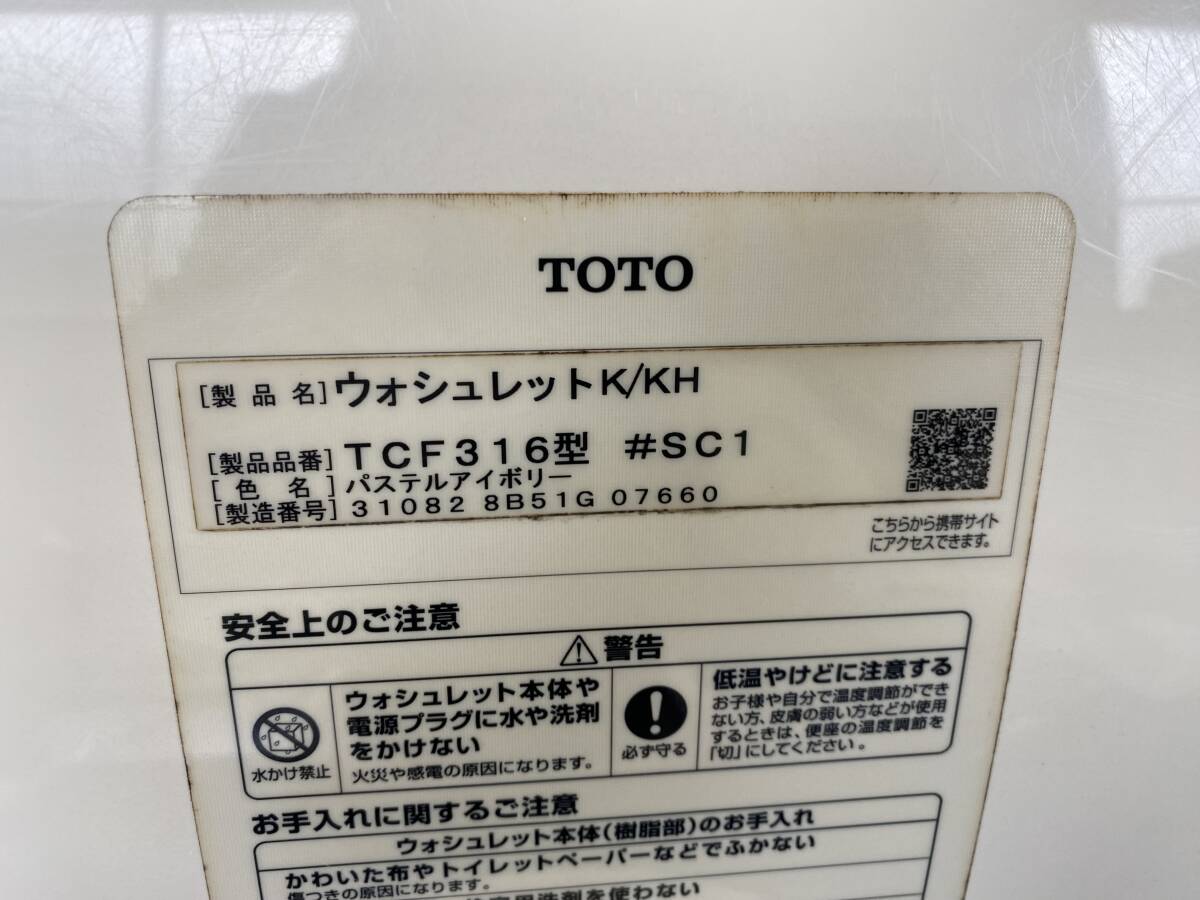 TOTO
[製品名]ウォシュレットK/KH
[製品品番]TCF316型 #SC1
[色名]パステルアイボリー
[製造番号]31082 8B51G 07660
こちらから携帯サイト
にアクセスできます。
安全上のご注意
⚠警告
水かけ禁止
ウォシュレット本体や
電源プラグに水や洗剤
をかけない
火災や感電の原因になります。
必ず守る
低温やけどに注意する
お子様や自分で温度調節ができ
ない方、皮膚の弱い方などが使用
するときは、便座の温度調節を
「切」にしてください。
お手入れに関するご注意
ウォシュレット本体(樹脂部)のお手入れ
かわいた布やトイレットペーパーなどでふかない
傷つきの原因になります。
用洗剤を使わない